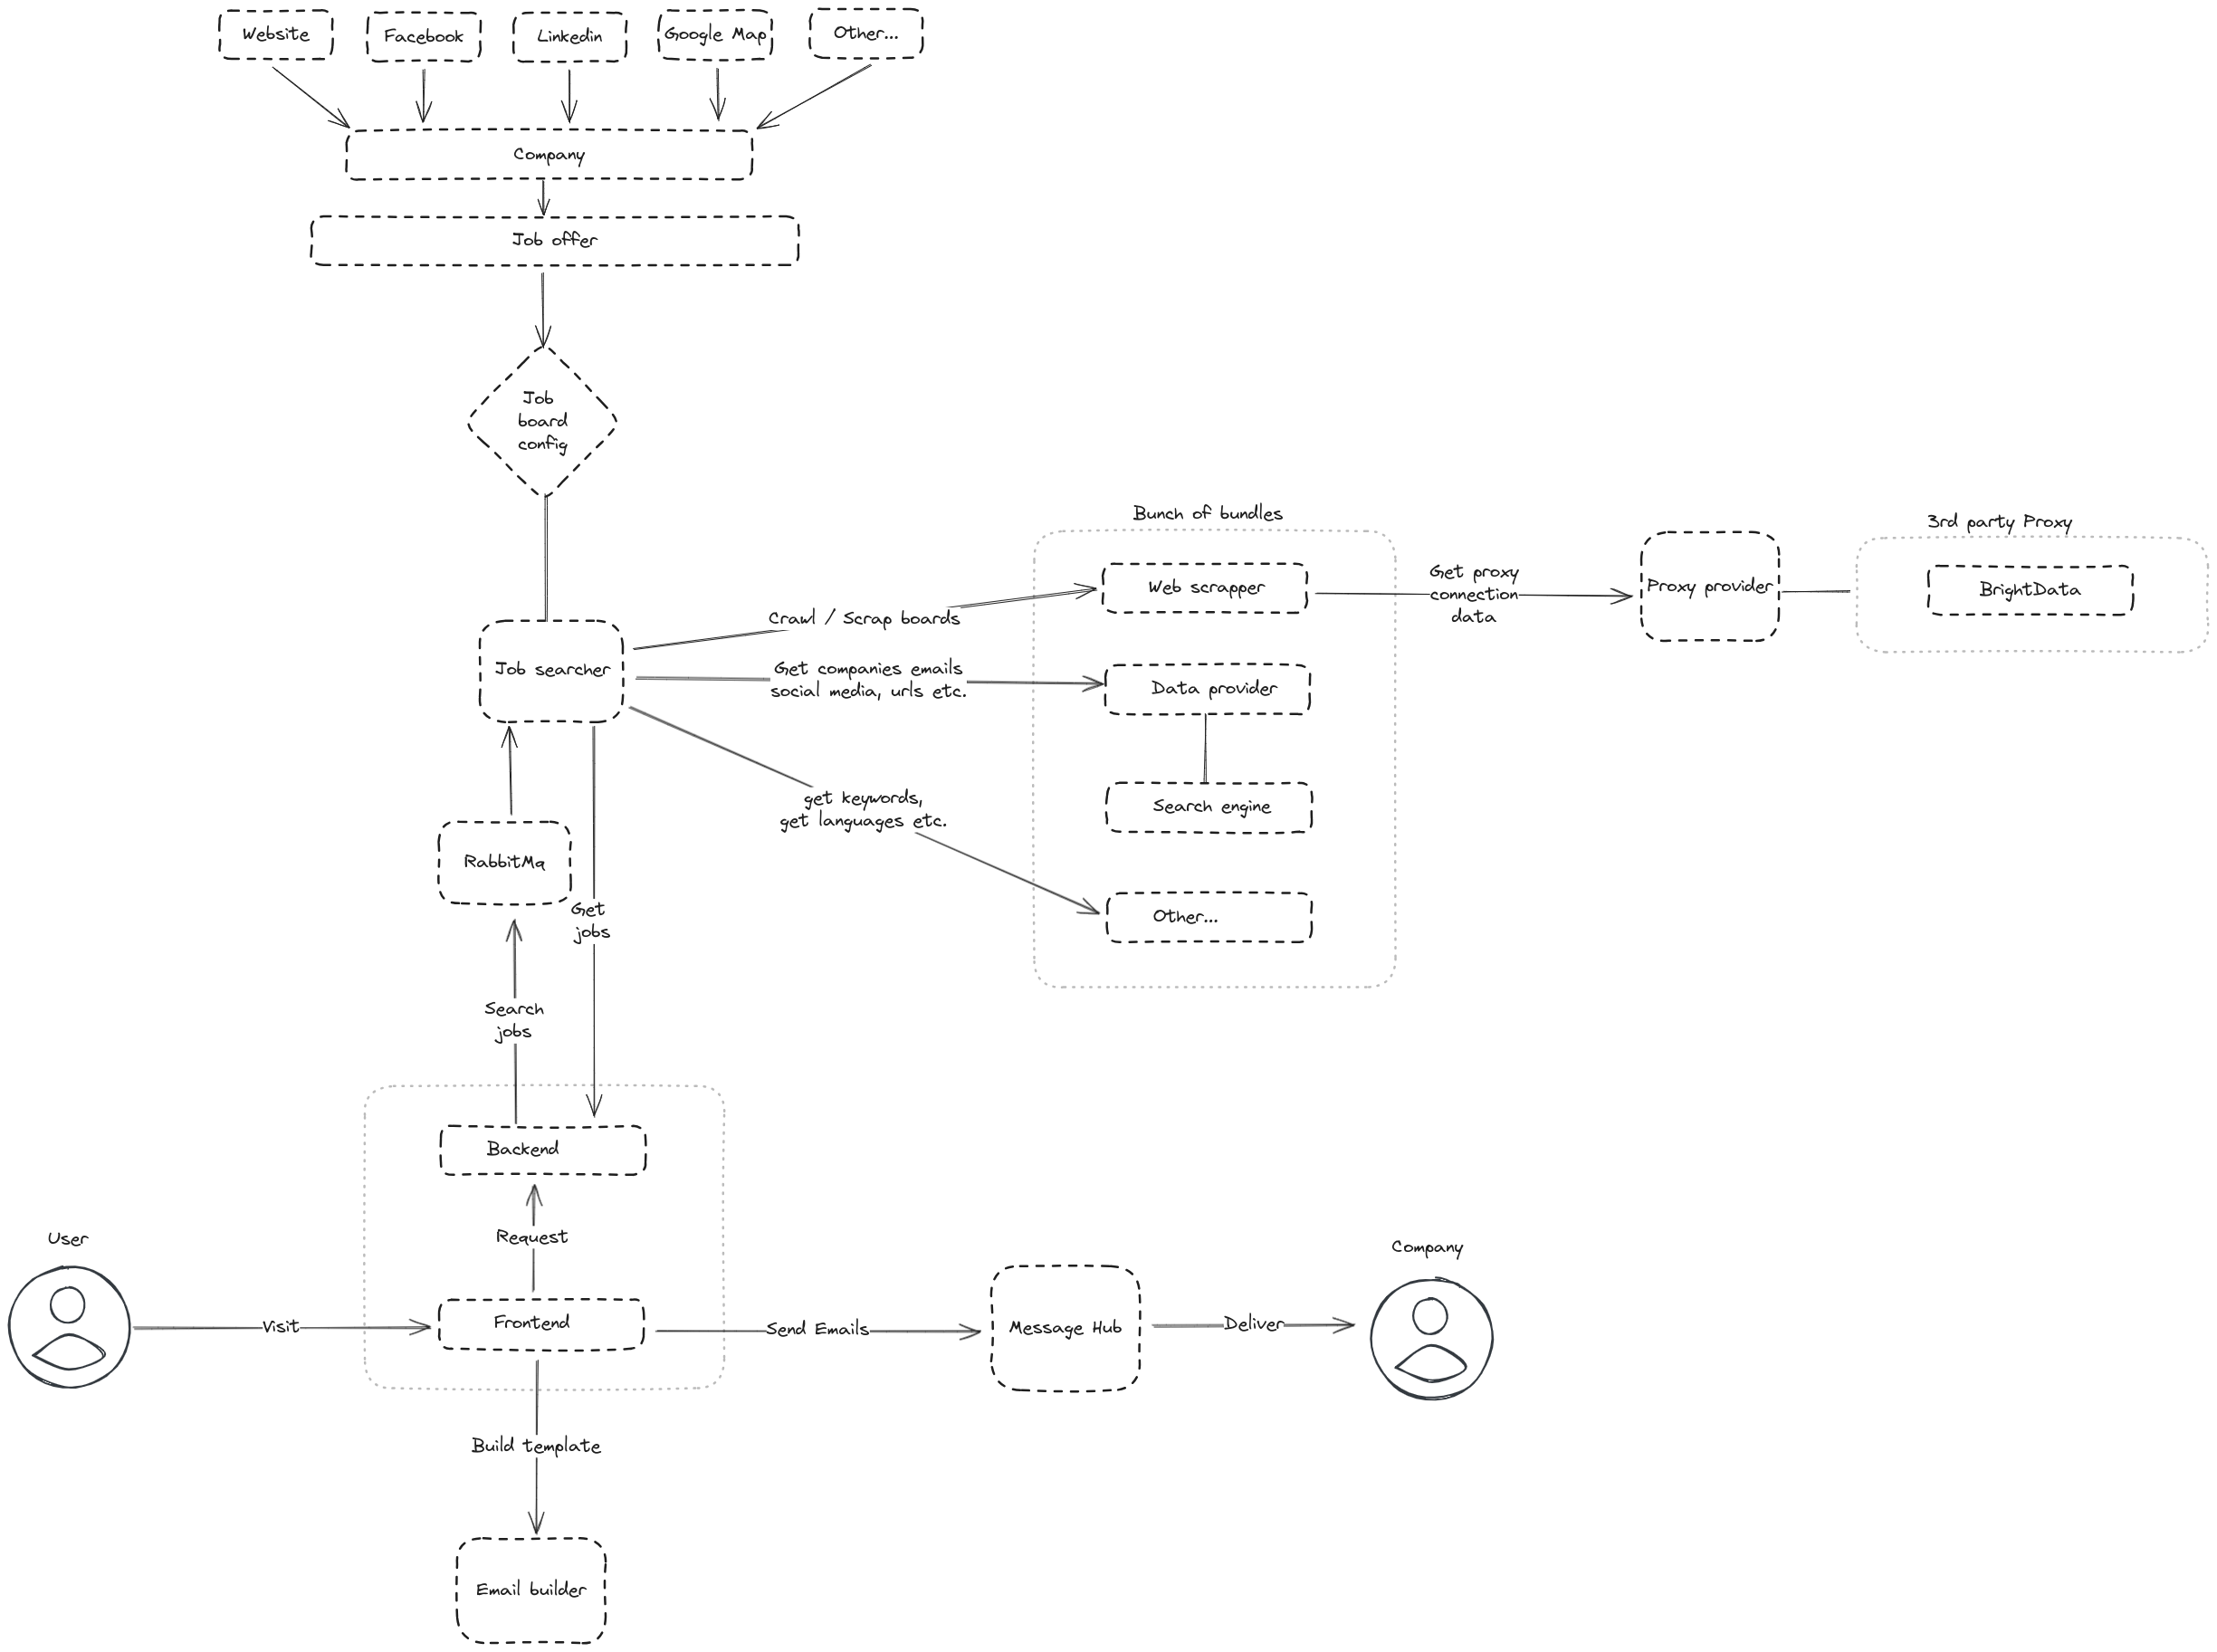 Website
Facebook
Linkedin
Google Map
Other...
Company
Job offer
Job
board
config
Bunch of bundles
3rd party Proxy
Web scrapper
Get proxy
connection
data
Proxy provider
BrightData
Crawl / Scrap boards
Job searcher
Get companies emails
social media, urls etc.
Data provider
get keywords,
get languages etc.
Search engine
RabbitMq
Get
jobs
Other...
Search
jobs
Backend
Request
User
Company
Visit
Frontend
Send Emails
Message Hub
Deliver
Build template
Email builder